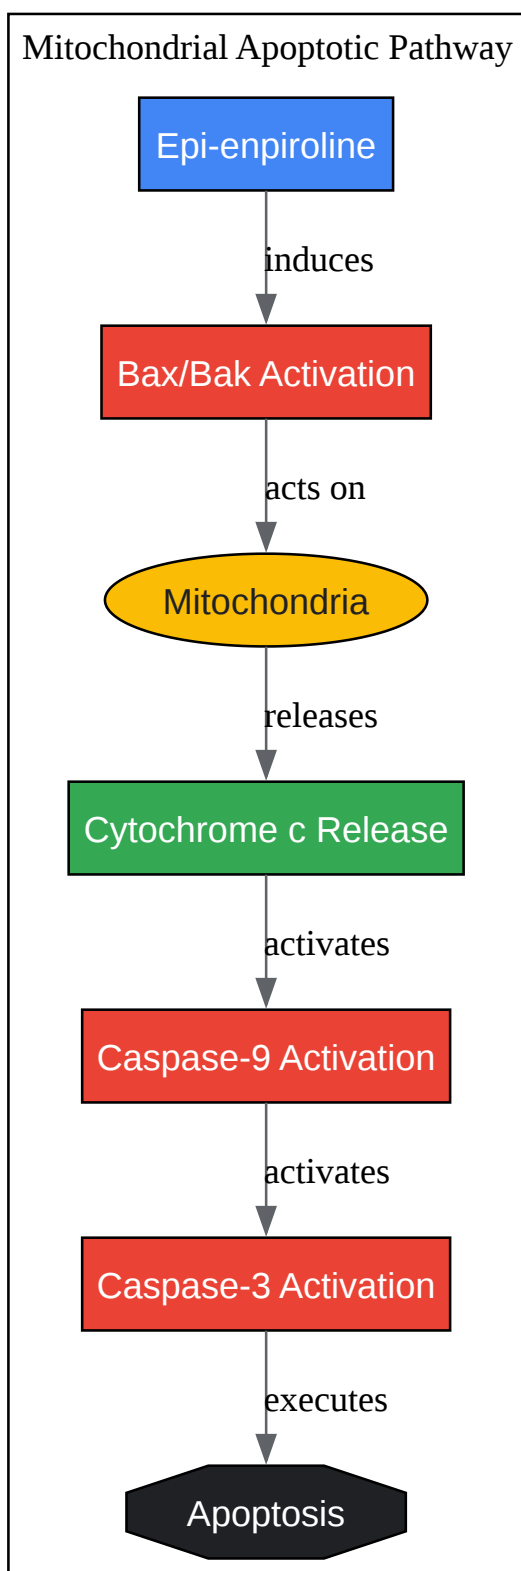 Mitochondrial Apoptotic Pathway
Epi-enpiroline
induces
Bax/Bak Activation
acts on
Mitochondria
releases
Cytochrome c Release
activates
Caspase-9 Activation
activates
Caspase-3 Activation
executes
Apoptosis